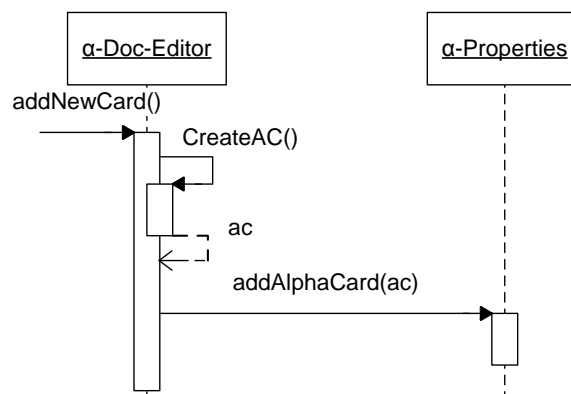 α-Doc-Editor
α-Properties
addNewCard()
CreateAC()
ac
addAlphaCard(ac)